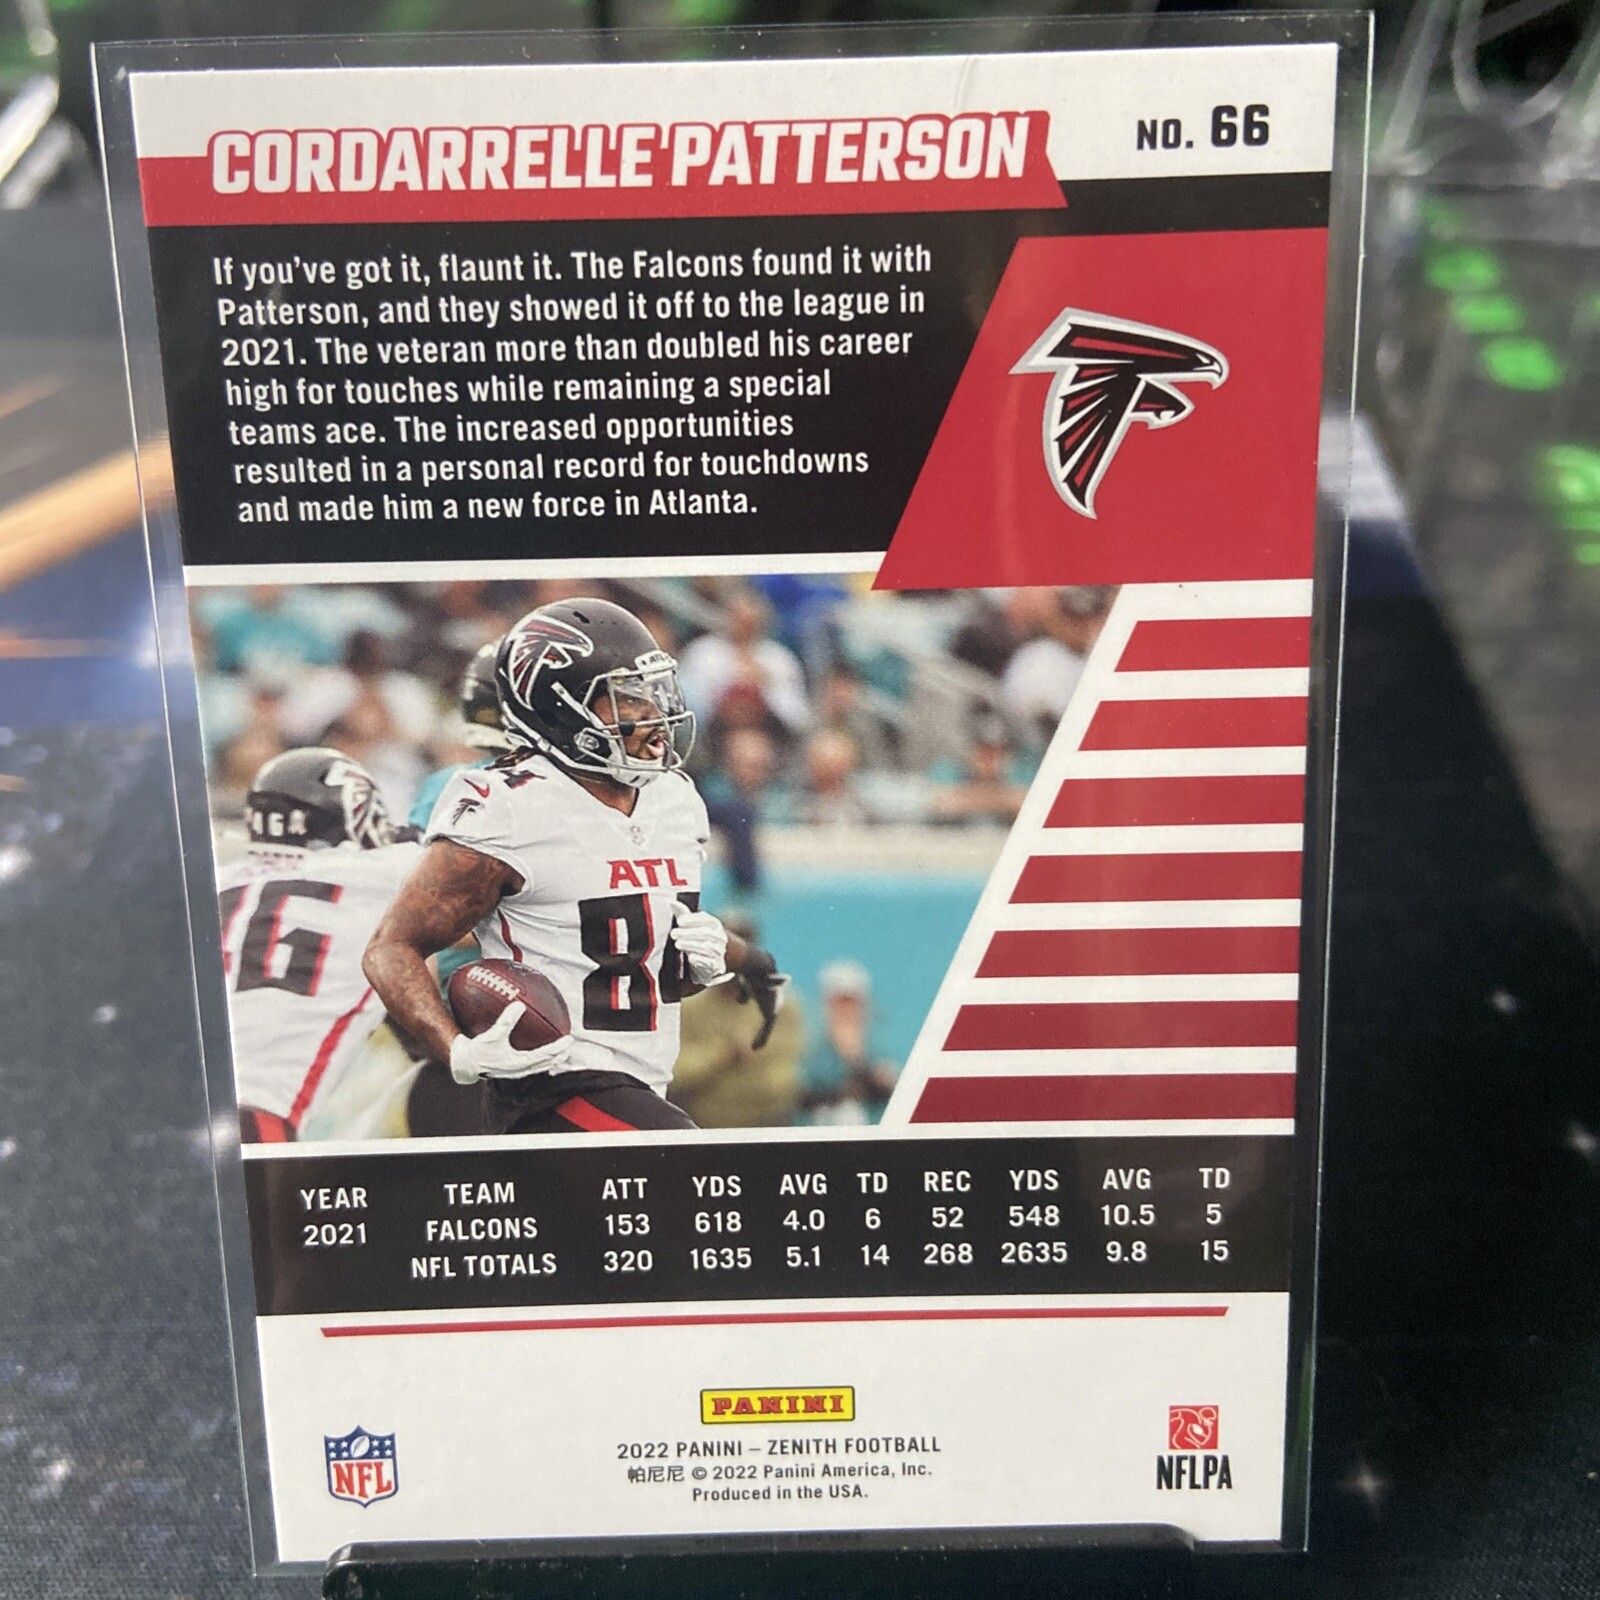 CORDARRELLE PATTERSON
NO. 66
If you've got it, flaunt it. The Falcons found it with
Patterson, and they showed it off to the league in
2021. The veteran more than doubled his career
high for touches while remaining a special
teams ace. The increased opportunities
resulted in a personal record for touchdowns
and made him a new force in Atlanta.
ATL
84
46
YEAR TEAM ATT YDS AVG TD REC YDS AVG TD
2021 FALCONS 153 618 4.0 6 52 548 10.5 5
NFL TOTALS 320 1635 5.1 14 268 2635 9.8 15
PANINI
2022 PANINI – ZENITH FOOTBALL
帕尼尼 © 2022 Panini America, Inc.
Produced in the USA.
NFL
NFLPA